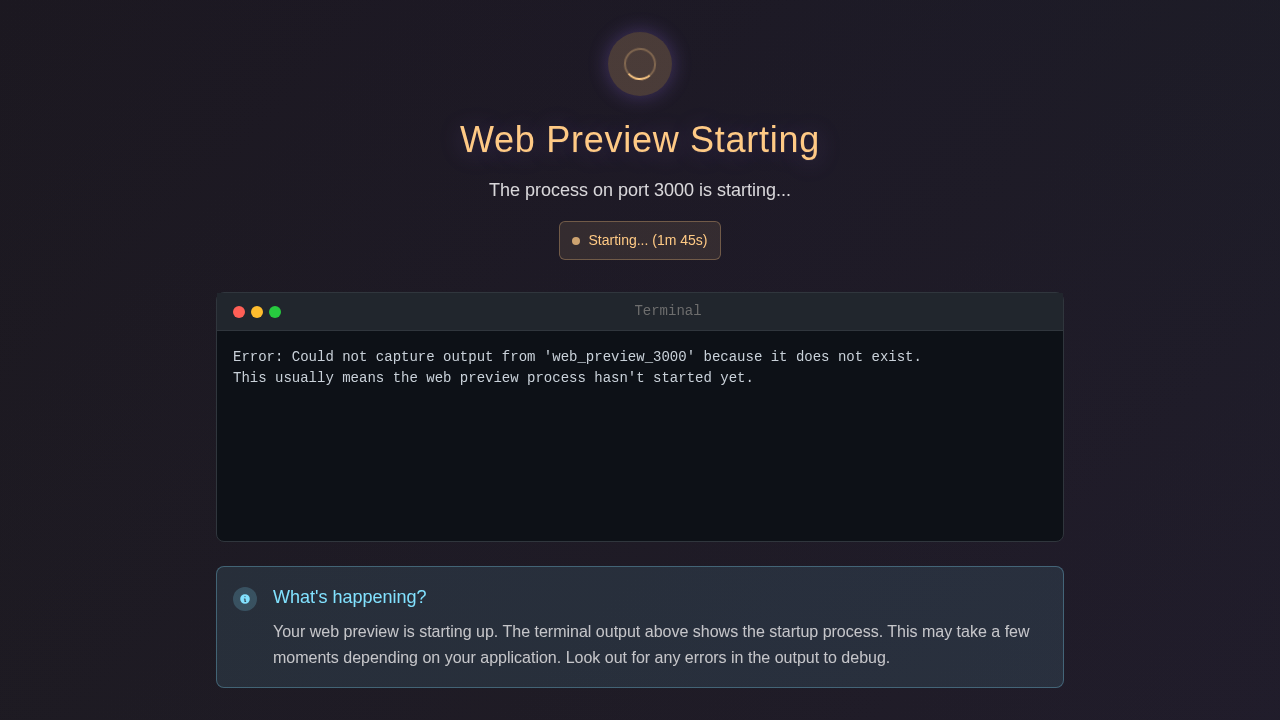 Web Preview Starting
The process on port 3000 is starting...
Starting... (1m 45s)
Terminal
Error: Could not capture output from 'web_preview_3000' because it does not exist.
This usually means the web preview process hasn't started yet.
What's happening?
Your web preview is starting up. The terminal output above shows the startup process. This may take a few
moments depending on your application. Look out for any errors in the output to debug.